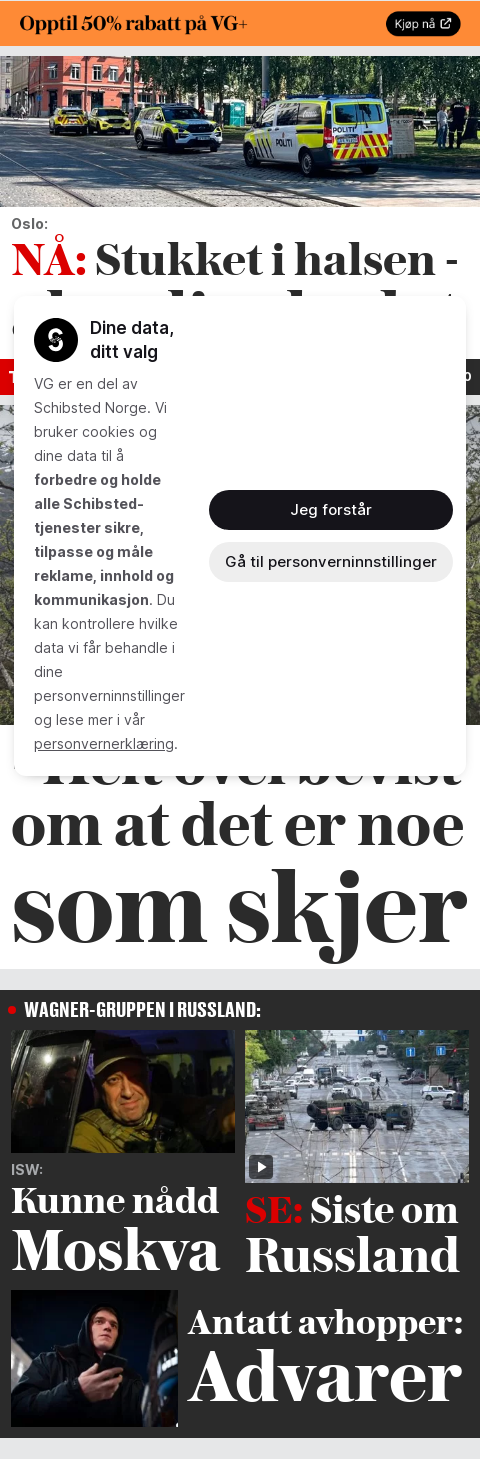 Opptil 50% rabatt på VG+
Kjøp nå
POLITI
Oslo:
NÅ: Stukket i halsen -
Dine data,
ditt valg
VG er en del av
Schibsted Norge. Vi
bruker cookies og
dine data til å
forbedre og holde
alle Schibsted-
tjenester sikre,
tilpasse og måle
reklame, innhold og
kommunikasjon. Du
kan kontrollere hvilke
data vi får behandle i
dine
personverninnstillinger
og lese mer i vår
personvernerklæring.
Jeg forstår
Gå til personverninnstillinger
om at det er noe
som skjer
WAGNER-GRUPPEN I RUSSLAND:
ISW:
Kunne nådd
Moskva
SE: Siste om
Russland
Antatt avhopper:
Advarer